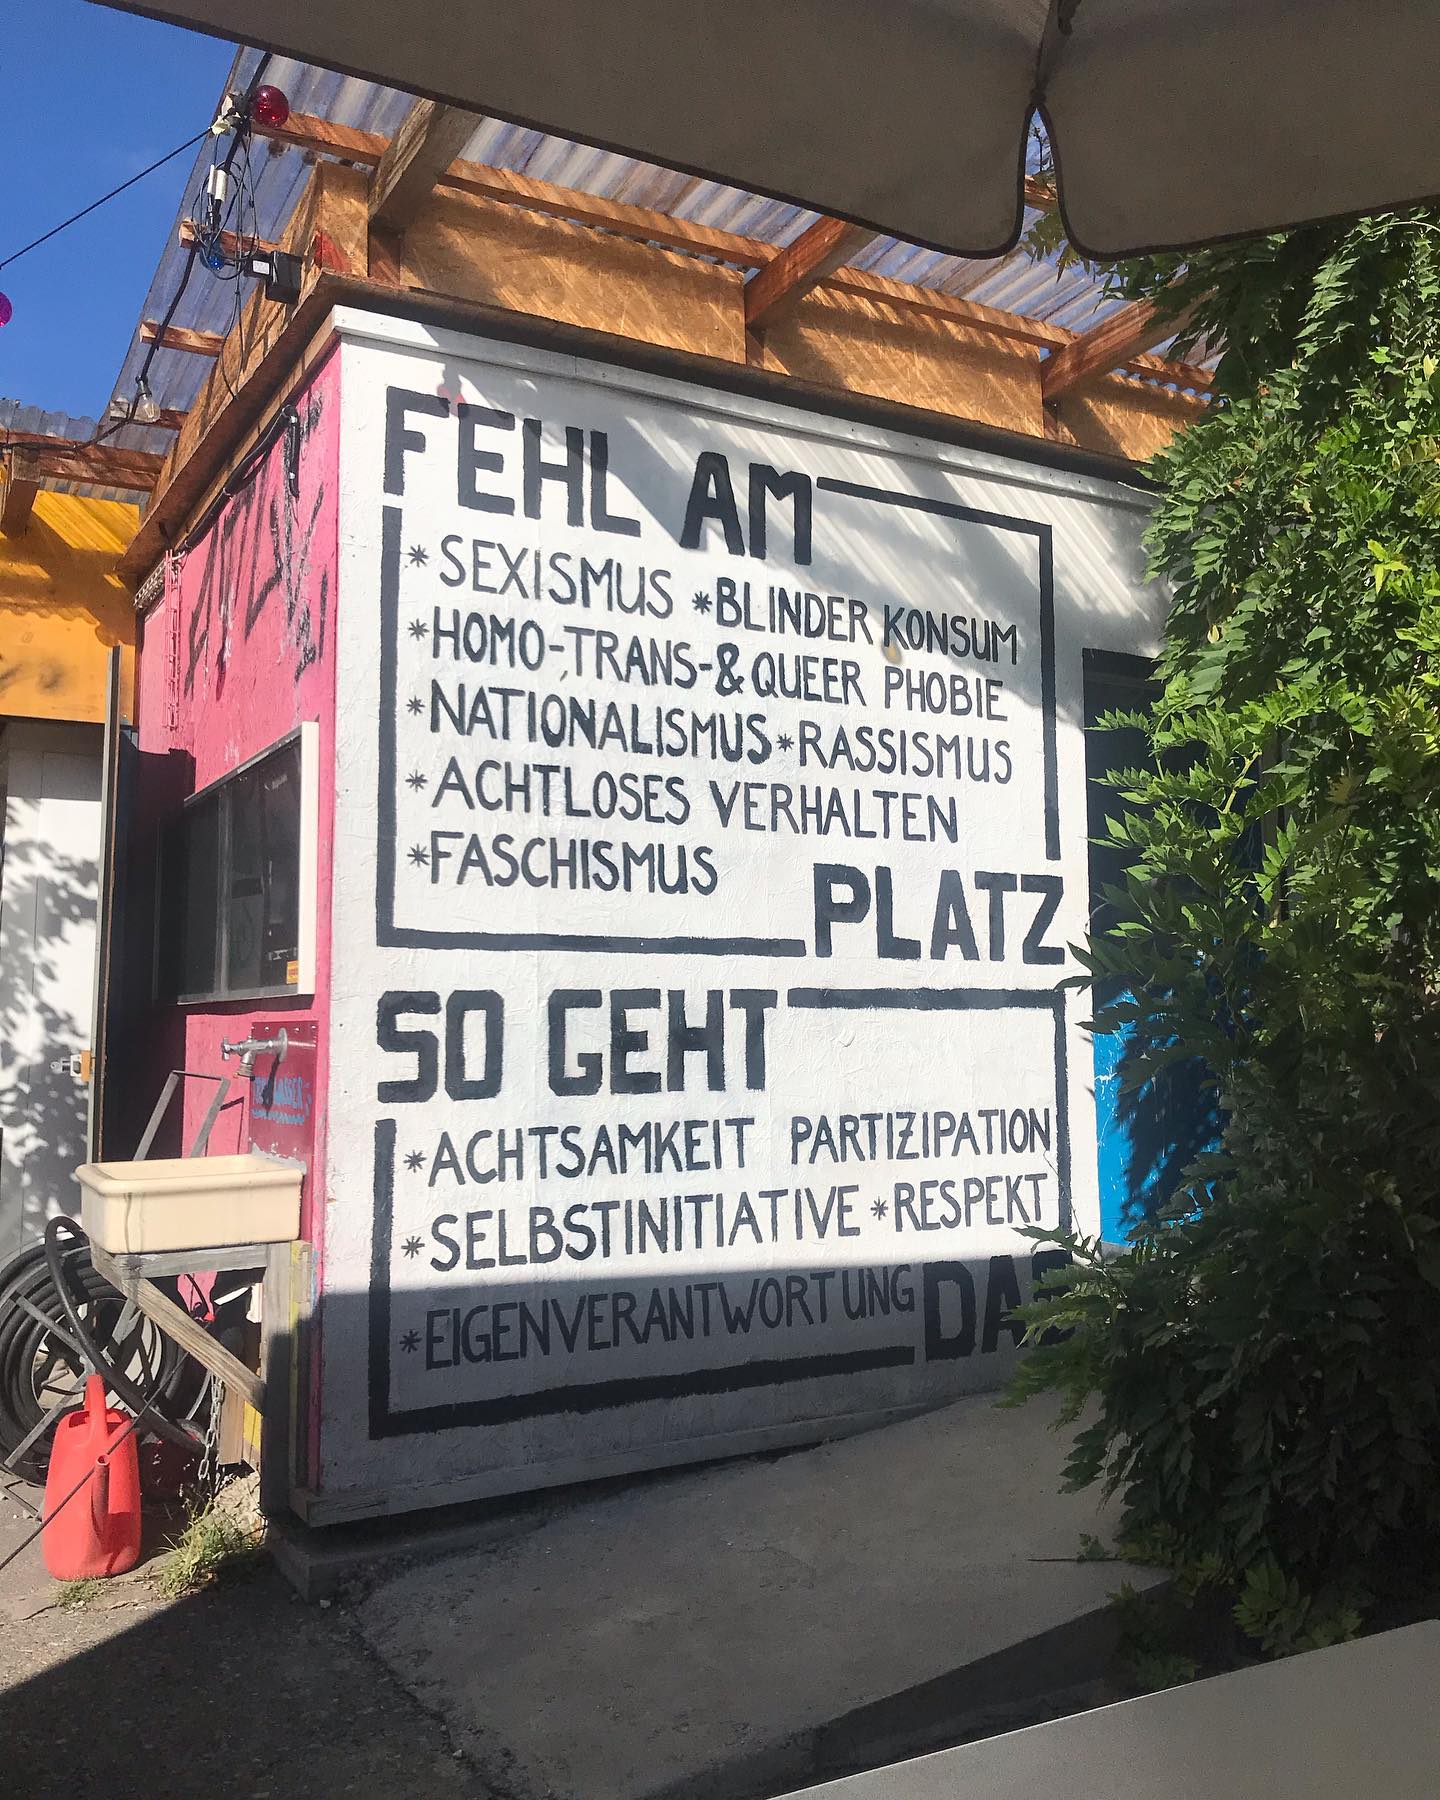 FEHL AM
*SEXISMUS *BLINDER KONSUM
*HOMO-TRANS-& QUEER PHOBIE
*NATIONALISMUS *RASSISMUS
*ACHTLOSES VERHALTEN
*FASCHISMUS
PLATZ
SO GEHT
*ACHTSAMKEIT PARTIZIPATION
*SELBSTINITIATIVE *RESPEKT
*EIGENVERANTWORTUNG
DAS